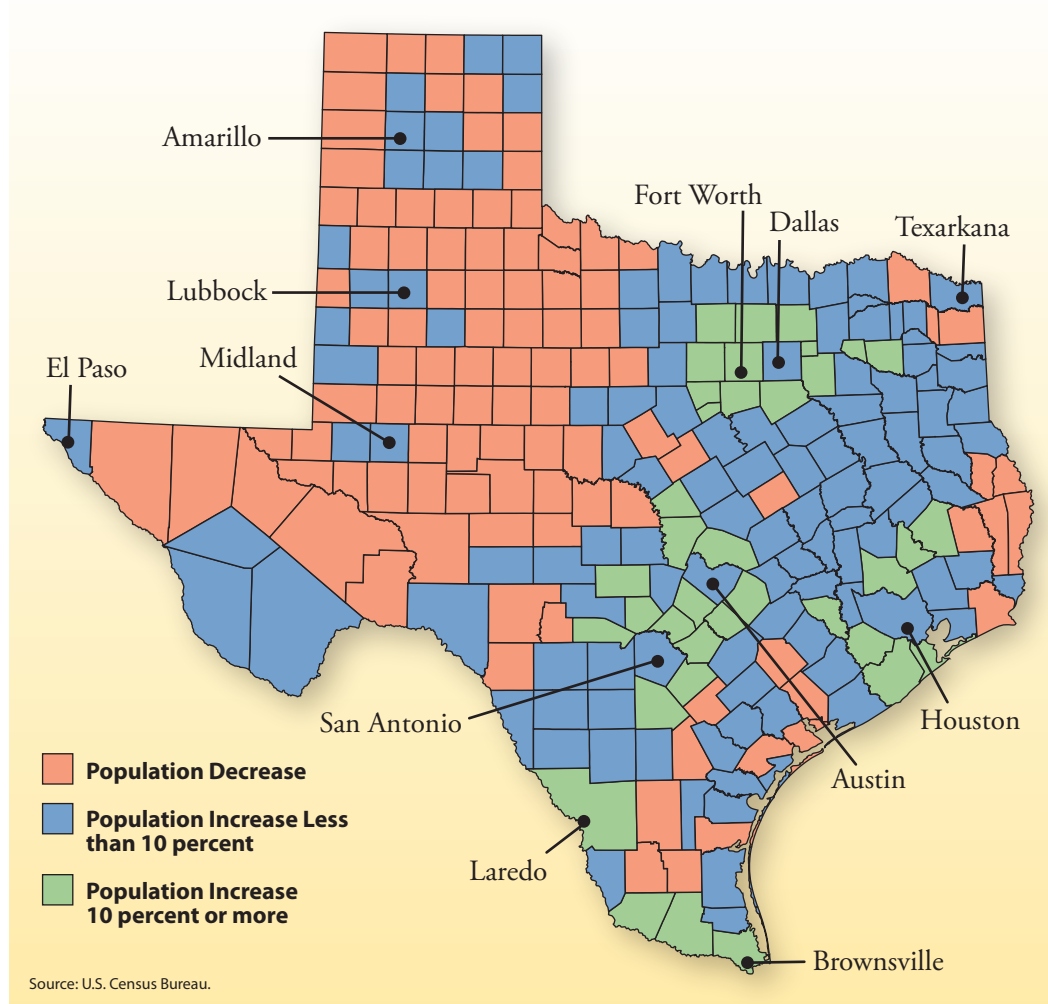 Fort Worth
Dallas
Texarkana
Amarillo
Lubbock
Midland
El Paso
San Antonio
Houston
Austin
Laredo
Brownsville
Population Decrease
Population Increase Less
than 10 percent
Population Increase
10 percent or more
Source: U.S. Census Bureau.